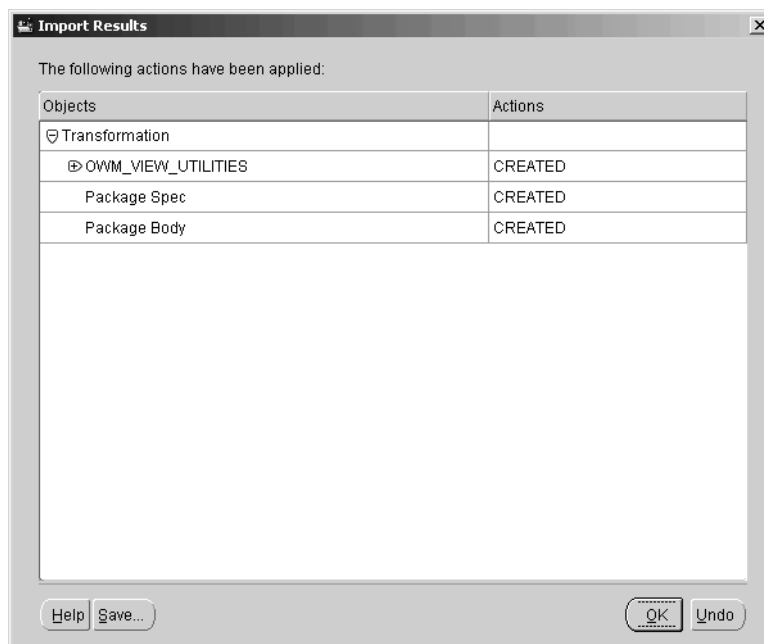 Import Results
The following actions have been applied:
Objects Actions
Transformation
OWM_VIEW_UTILITIES CREATED
Package Spec CREATED
Package Body CREATED
Help Save... OK Undo